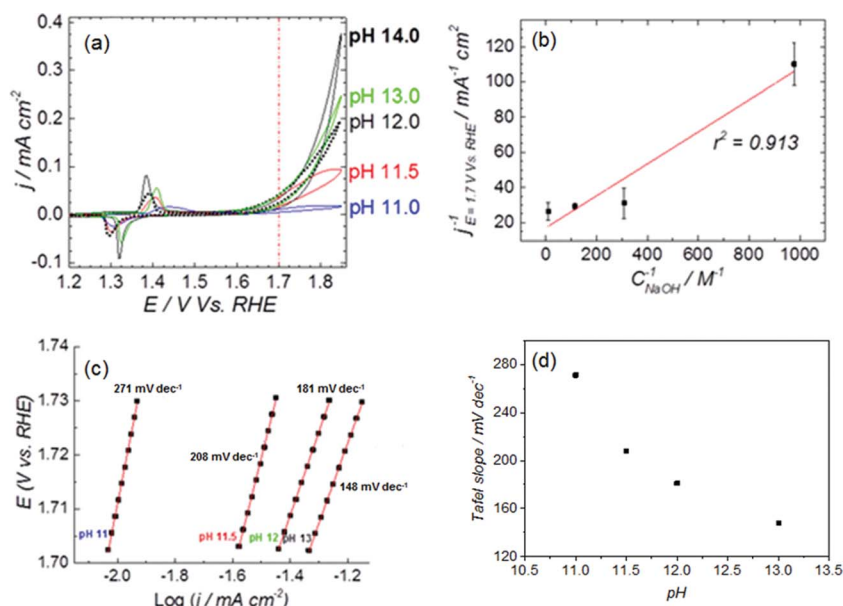 (a)
pH 14.0
pH 13.0
pH 12.0
pH 11.5
pH 11.0
j / mA cm⁻²
0.4
0.3
0.2
0.1
0.0
-0.1
1.2 1.3 1.4 1.5 1.6 1.7 1.8
E / V Vs. RHE
(b)
j⁻¹ E = 1.7 V Vs. RHE / mA⁻¹ cm²
120
100
80
60
40
20
r² = 0.913
0 200 400 600 800 1000
C⁻¹ NaOH / M⁻¹
(c)
E (V vs. RHE)
1.74
1.73
1.72
1.71
1.70
271 mV dec⁻¹
181 mV dec⁻¹
208 mV dec⁻¹
148 mV dec⁻¹
pH 11 pH 11.5 pH 12 pH 13
-2.0 -1.8 -1.6 -1.4 -1.2
Log (j / mA cm⁻²)
(d)
Tafel slope / mV dec⁻¹
280
240
200
160
120
10.5 11.0 11.5 12.0 12.5 13.0 13.5
pH